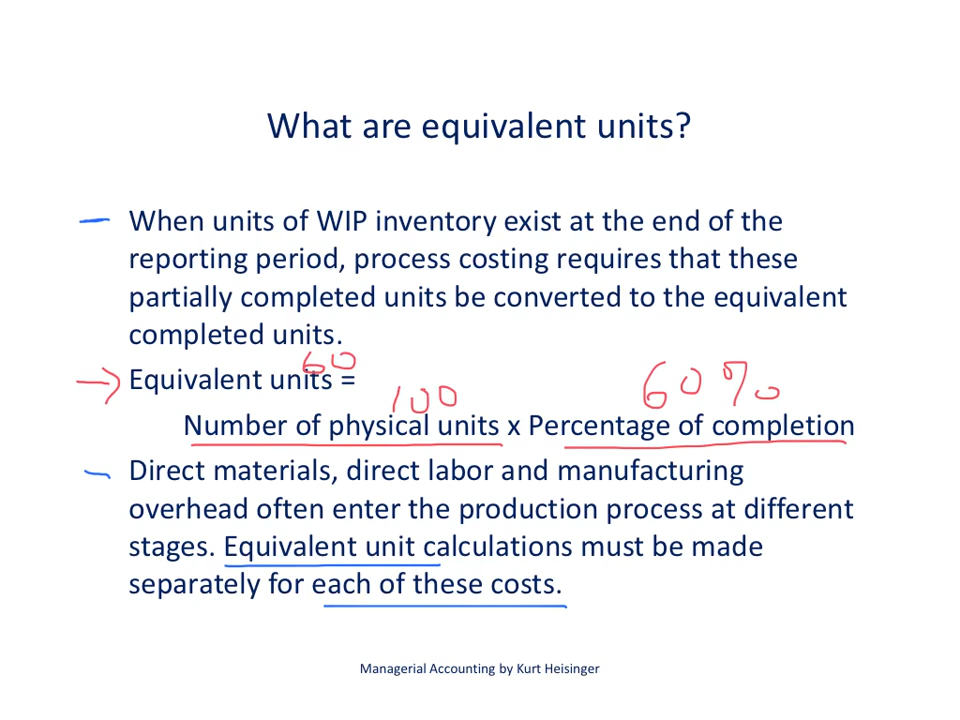 What are equivalent units?
When units of WIP inventory exist at the end of the
reporting period, process costing requires that these
partially completed units be converted to the equivalent
completed units.
60
Equivalent units =
100 60%
Number of physical units x Percentage of completion
Direct materials, direct labor and manufacturing
overhead often enter the production process at different
stages. Equivalent unit calculations must be made
separately for each of these costs.
Managerial Accounting by Kurt Heisinger